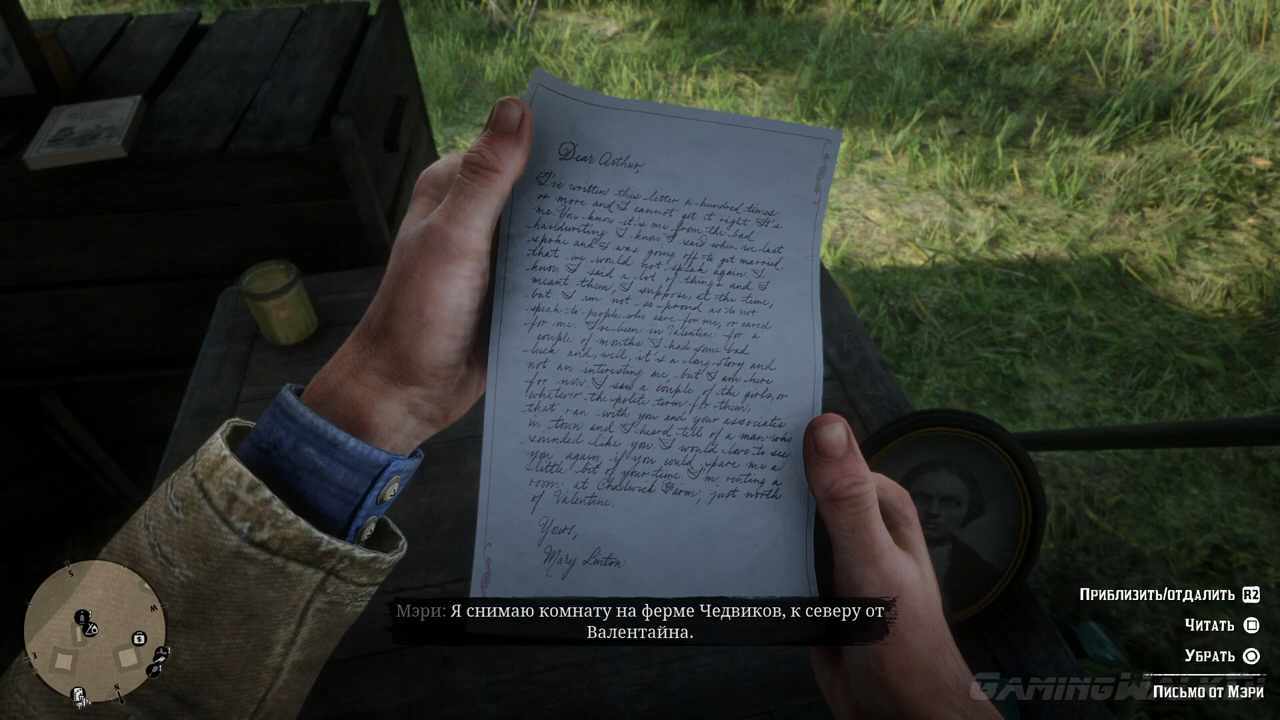 Dear Arthur,
I've written this letter a hundred times
or more and I cannot get it right. It's
me. You know it's me from the bad
handwriting. I know I said when we last
spoke and I was going off to get married,
that we would not speak again. I
know I said a lot of things and I
meant them, I suppose, at the time,
but I am not so proud as to not
speak to people who care for me, or cared
for me. I've been in Valentine for a
couple of months. I had some bad
luck and, well, it's a long story and
not an interesting one, but I am here
for now. I saw a couple of the girls, or
whatever the polite term for them,
that ran with you and your associates
in town and I heard tell of a man who
sounded like you. I would love to see
you again, if you could spare me a
little bit of your time. I'm renting a
room at Chadwick Farm, just north
of Valentine.
Yours,
Mary Linton
Мэри: Я снимаю комнату на ферме Чедвиков, к северу от
Валентайна.
Приблизить/отдалить R2
Читать
Убрать
Письмо от Мэри